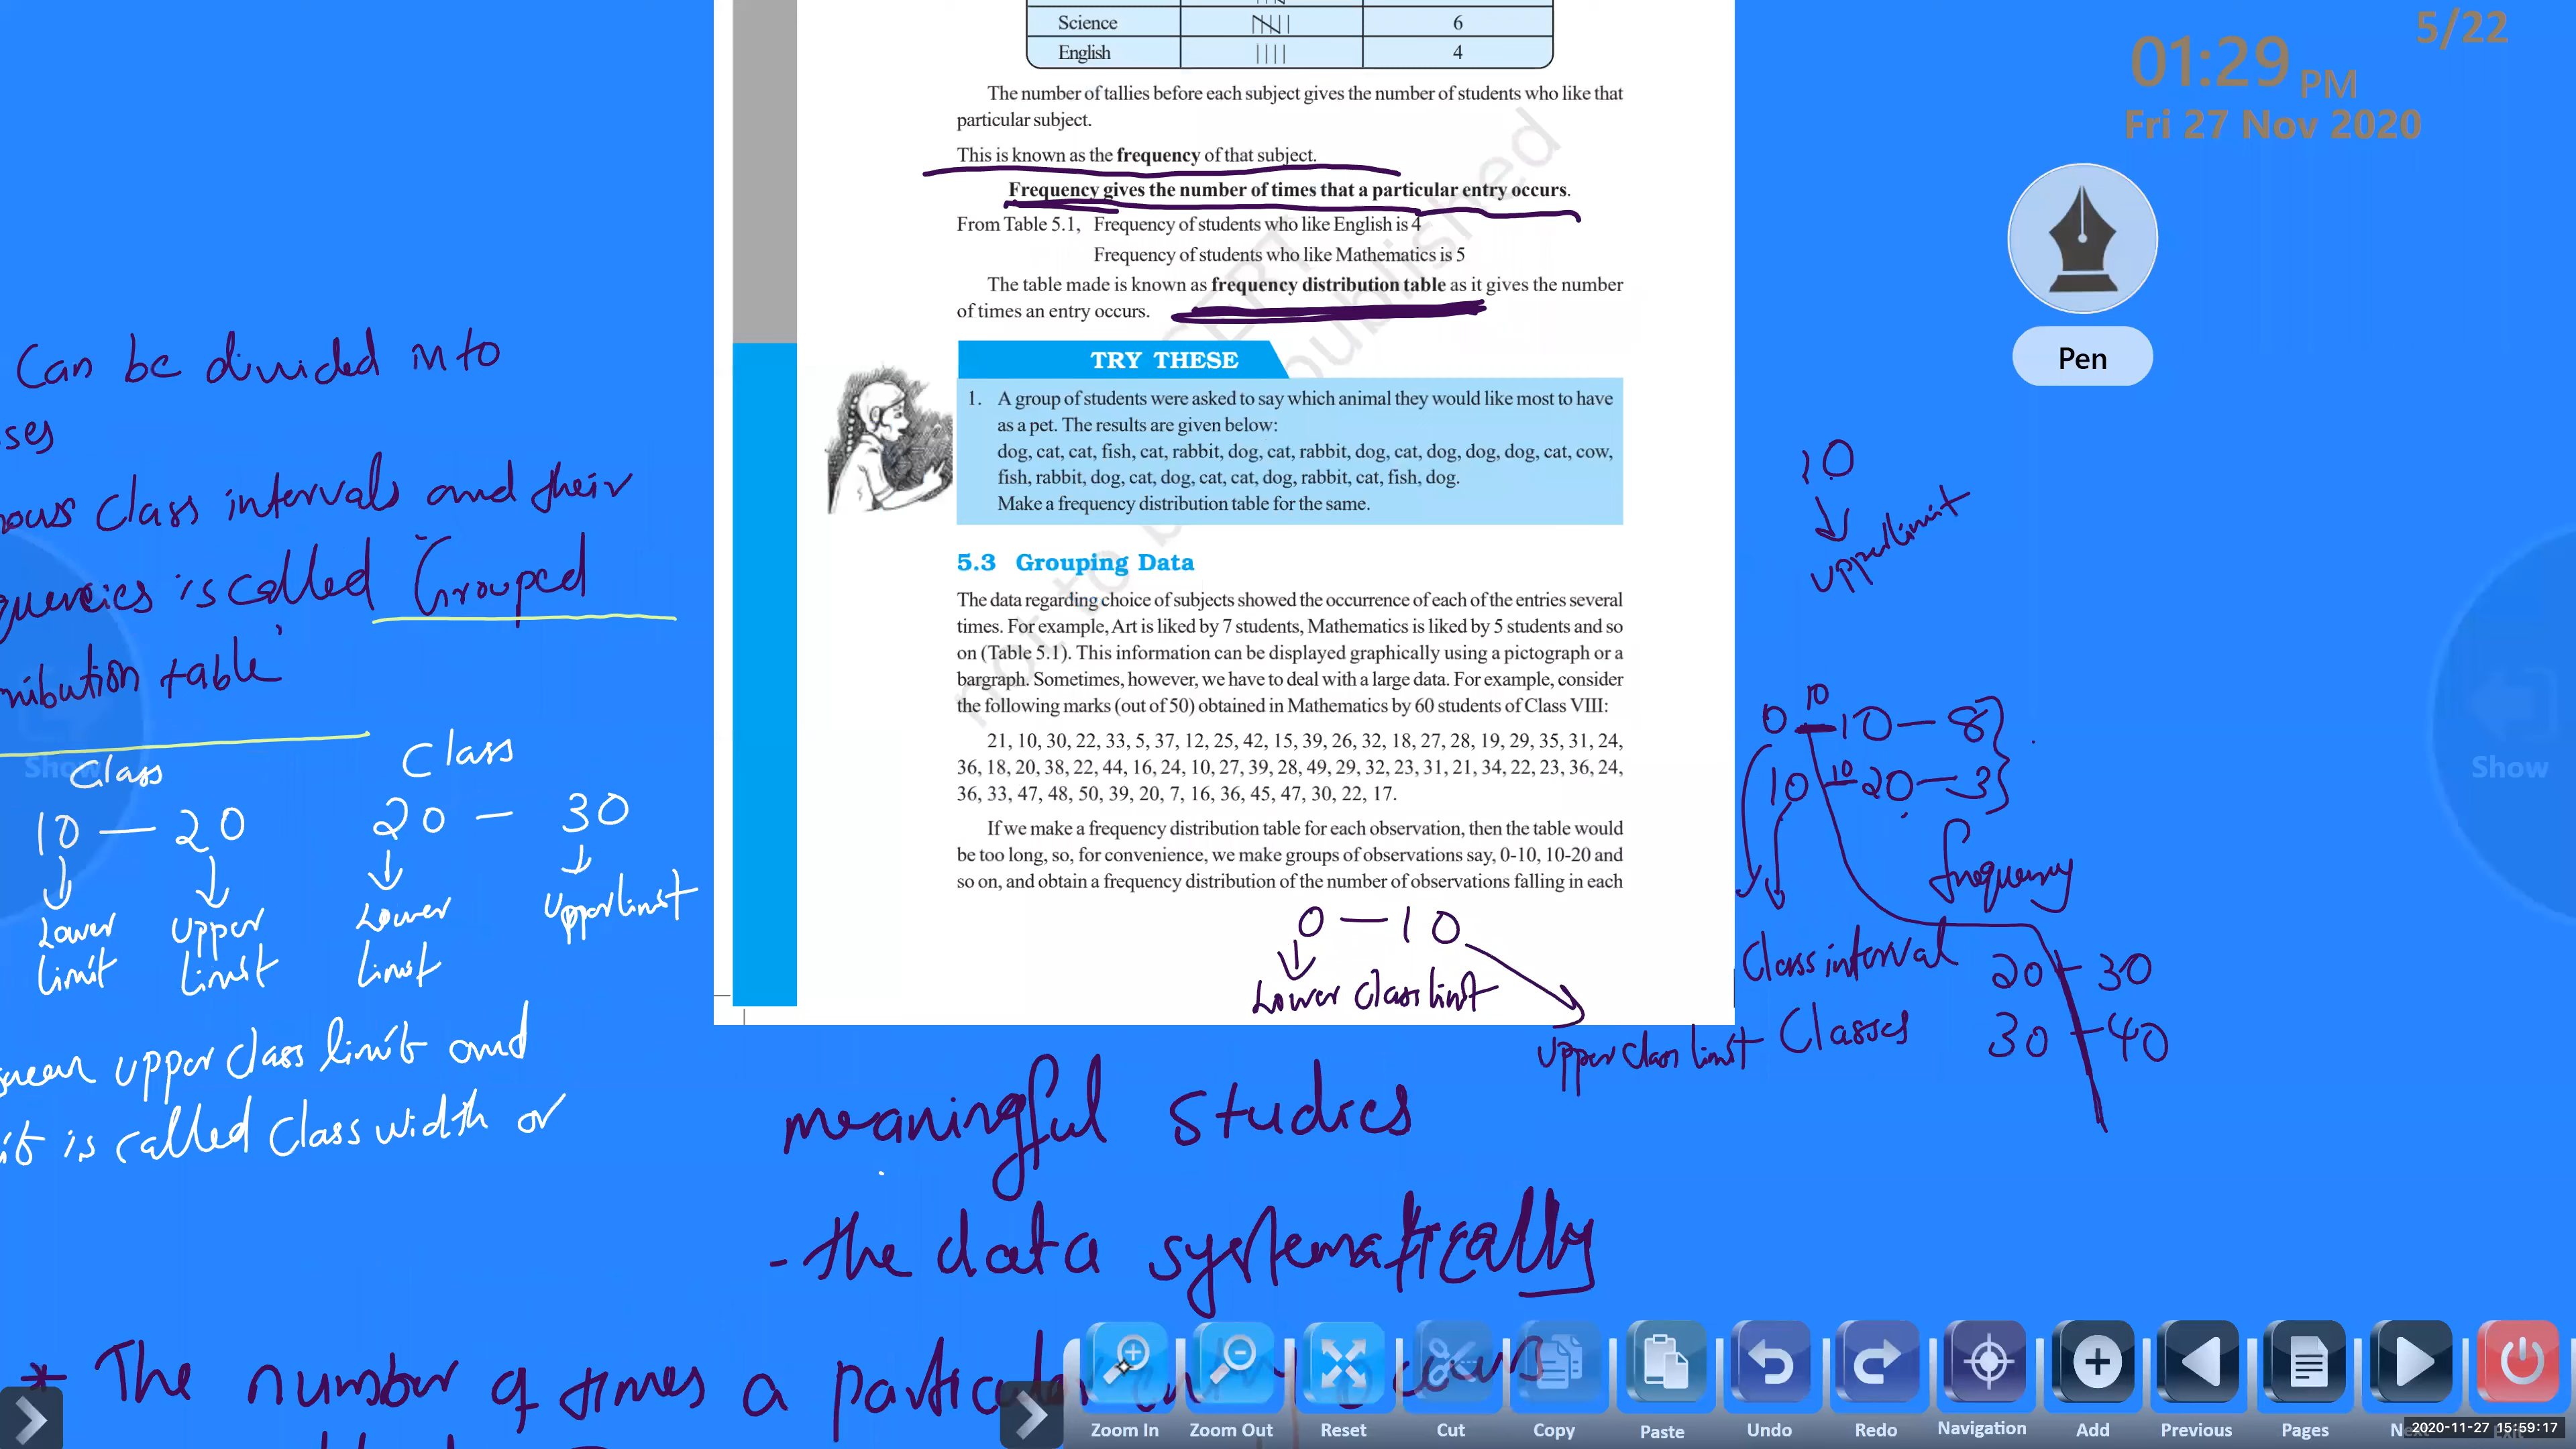 Science 6
English 4
The number of tallies before each subject gives the number of students who like that
particular subject.
This is known as the frequency of that subject.
Frequency gives the number of times that a particular entry occurs.
From Table 5.1, Frequency of students who like English is 4
Frequency of students who like Mathematics is 5
The table made is known as frequency distribution table as it gives the number
of times an entry occurs.
TRY THESE
1. A group of students were asked to say which animal they would like most to have
as a pet. The results are given below:
dog, cat, cat, fish, cat, rabbit, dog, cat, rabbit, dog, cat, dog, dog, dog, cat, cow,
fish, rabbit, dog, cat, dog, cat, cat, dog, rabbit, cat, fish, dog.
Make a frequency distribution table for the same.
5.3 Grouping Data
The data regarding choice of subjects showed the occurrence of each of the entries several
times. For example, Art is liked by 7 students, Mathematics is liked by 5 students and so
on (Table 5.1). This information can be displayed graphically using a pictograph or a
bargraph. Sometimes, however, we have to deal with a large data. For example, consider
the following marks (out of 50) obtained in Mathematics by 60 students of Class VIII:
21, 10, 30, 22, 33, 5, 37, 12, 25, 42, 15, 39, 26, 32, 18, 27, 28, 19, 29, 35, 31, 24,
36, 18, 20, 38, 22, 44, 16, 24, 10, 27, 39, 28, 49, 29, 32, 23, 31, 21, 34, 22, 23, 36, 24,
36, 33, 47, 48, 50, 39, 20, 7, 16, 36, 45, 47, 30, 22, 17.
If we make a frequency distribution table for each observation, then the table would
be too long, so, for convenience, we make groups of observations say, 0-10, 10-20 and
so on, and obtain a frequency distribution of the number of observations falling in each
0 — 10
Lower Class limit
Upper class limit
Can be divided into
ses
Class intervals and their
is called Grouped
table
Class Class
10 — 20 20 — 30
Lower Upper Lower Upper limit
limit Limit limit
upper class limit and
is called Class width or
meaningful studies
- the data systematically
* The number of times a
5/22
01:29 PM
Fri 27 Nov 2020
Pen
10
upper limit
10
0 — 10 — 8
10
10 — 20 — 3
frequency
Class interval 20 — 30
Classes 30 — 40
Show
Show
Zoom In Zoom Out Reset Cut Copy Paste Undo Redo Navigation Add Previous Pages
2020-11-27 15:59:17